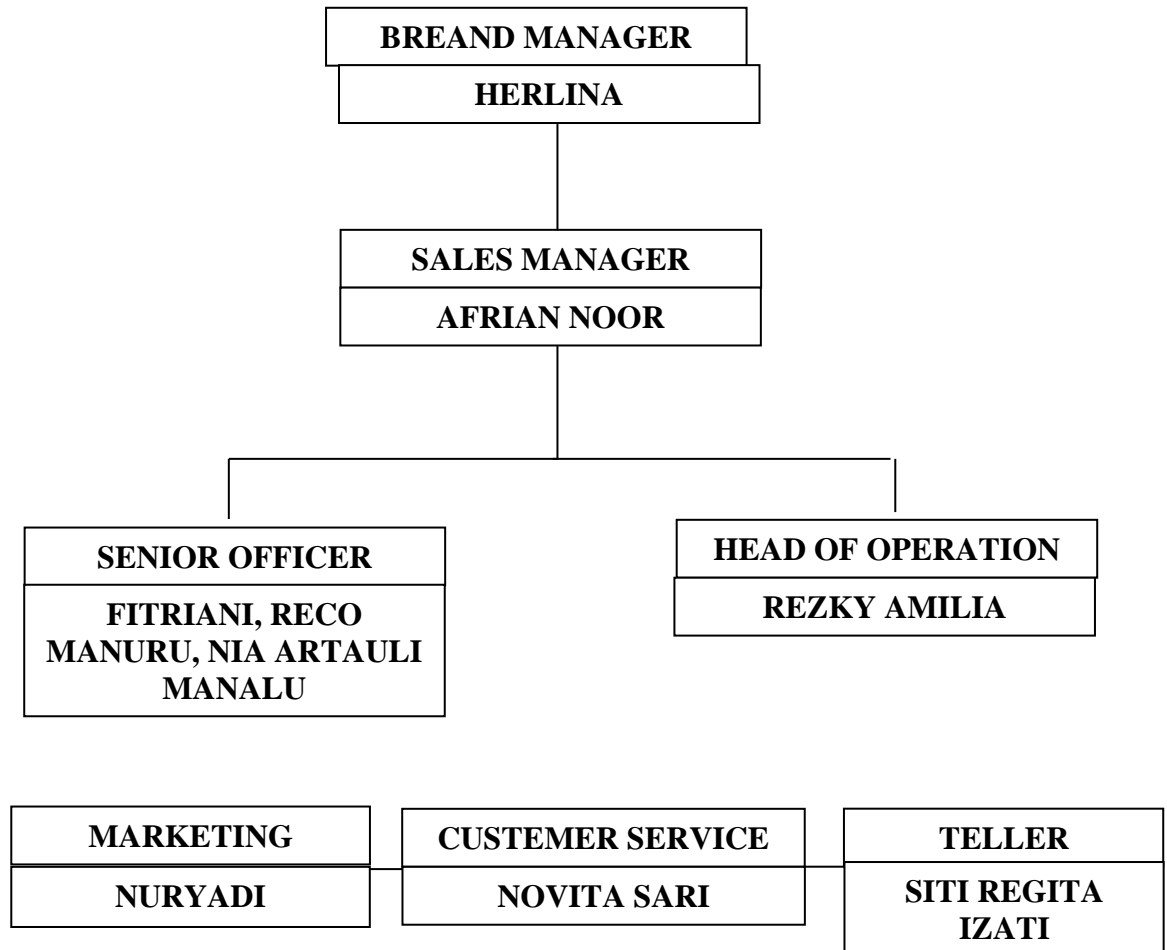 BREAND MANAGER
HERLINA
SALES MANAGER
AFRIAN NOOR
SENIOR OFFICER
FITRIANI, RECO
MANURU, NIA ARTAULI
MANALU
HEAD OF OPERATION
REZKY AMILIA
MARKETING
NURYADI
CUSTEMER SERVICE
NOVITA SARI
TELLER
SITI REGITA
IZATI